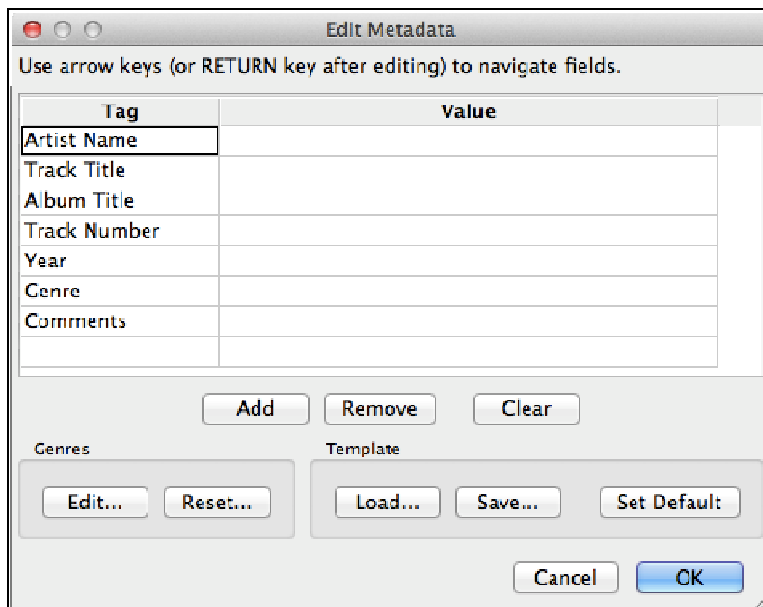 Edit Metadata
Use arrow keys (or RETURN key after editing) to navigate fields.
Tag Value
Artist Name
Track Title
Album Title
Track Number
Year
Genre
Comments
Add Remove Clear
Genres Template
Edit... Reset... Load... Save... Set Default
Cancel OK